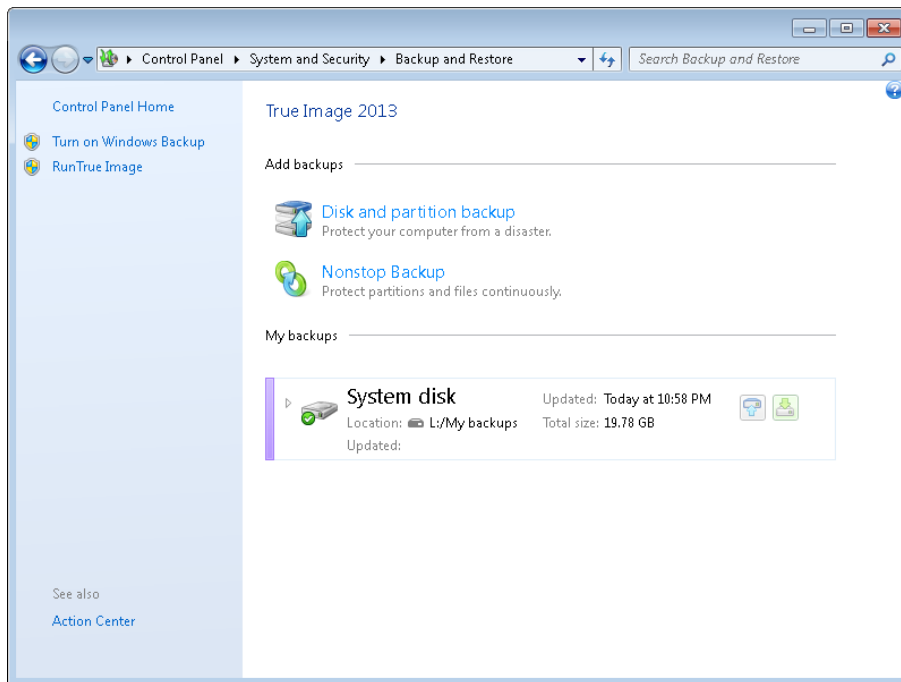 Control Panel System and Security Backup and Restore Search Backup and Restore
Control Panel Home
Turn on Windows Backup
RunTrue Image
See also
Action Center
True Image 2013
Add backups
Disk and partition backup
Protect your computer from a disaster.
Nonstop Backup
Protect partitions and files continuously.
My backups
System disk
Updated: Today at 10:58 PM
Location: L:/My backups
Total size: 19.78 GB
Updated: